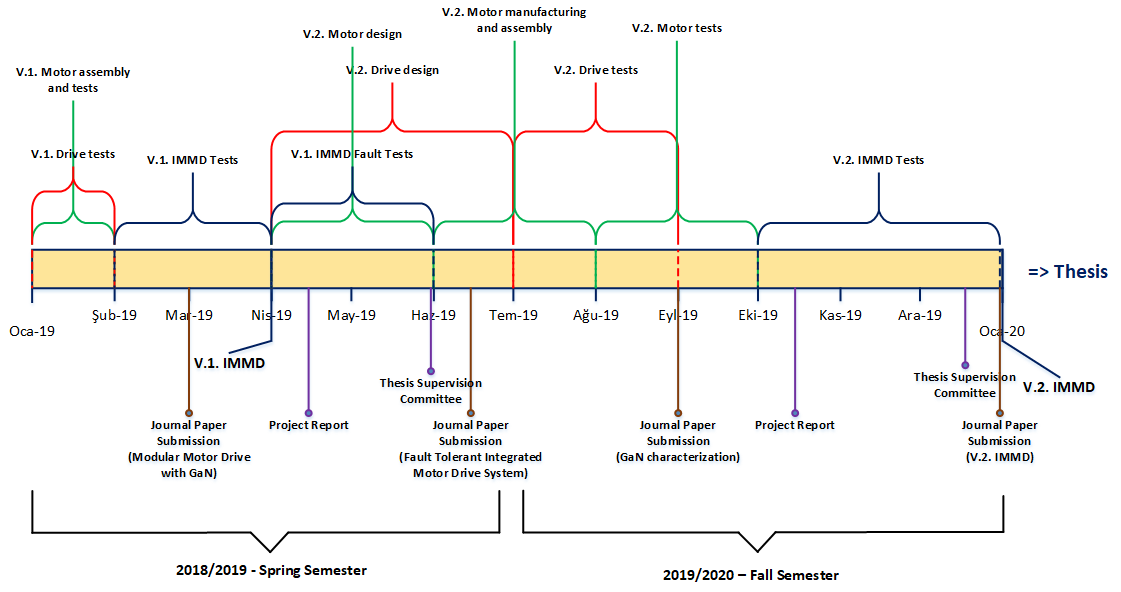 V.2. Motor manufacturing
and assembly
V.2. Motor design
V.2. Motor tests
V.1. Motor assembly
and tests
V.2. Drive design
V.2. Drive tests
V.1. Drive tests
V.1. IMMD Tests
V.1. IMMD Fault Tests
V.2. IMMD Tests
=> Thesis
Oca-19
Şub-19
Mar-19
Nis-19
May-19
Haz-19
Tem-19
Ağu-19
Eyl-19
Eki-19
Kas-19
Ara-19
Oca-20
V.1. IMMD
V.2. IMMD
Thesis Supervision
Committee
Thesis Supervision
Committee
Journal Paper
Submission
(Modular Motor Drive
with GaN)
Project Report
Journal Paper
Submission
(Fault Tolerant Integrated
Motor Drive System)
Journal Paper
Submission
(GaN characterization)
Project Report
Journal Paper
Submission
(V.2. IMMD)
2018/2019 - Spring Semester
2019/2020 – Fall Semester